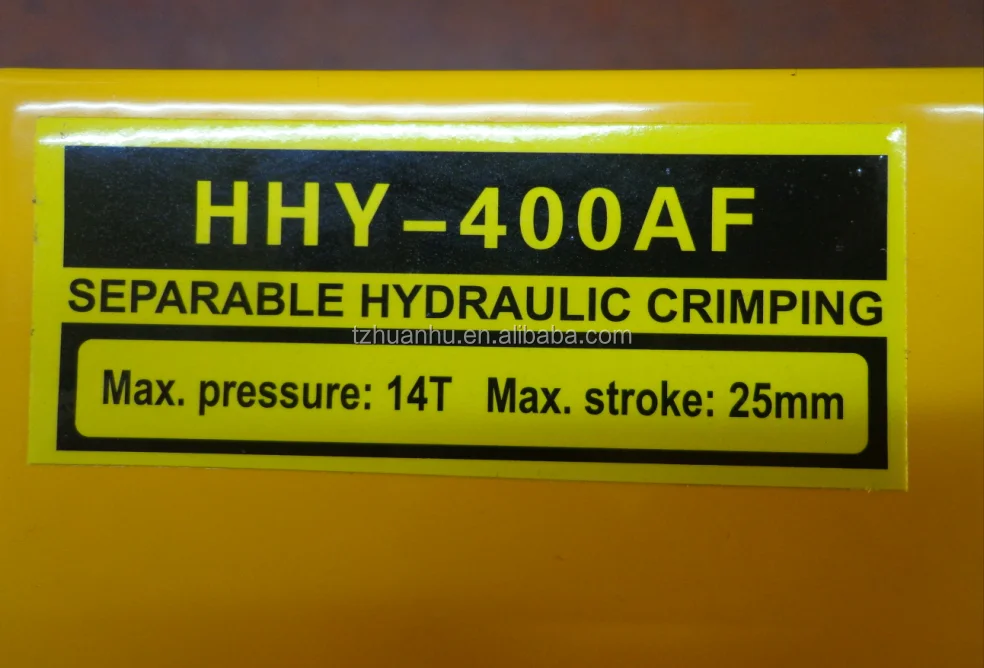 HHY-400AF
SEPARABLE HYDRAULIC CRIMPING
tzhuanhu.en.alibaba.com
Max. pressure: 14T Max. stroke: 25mm